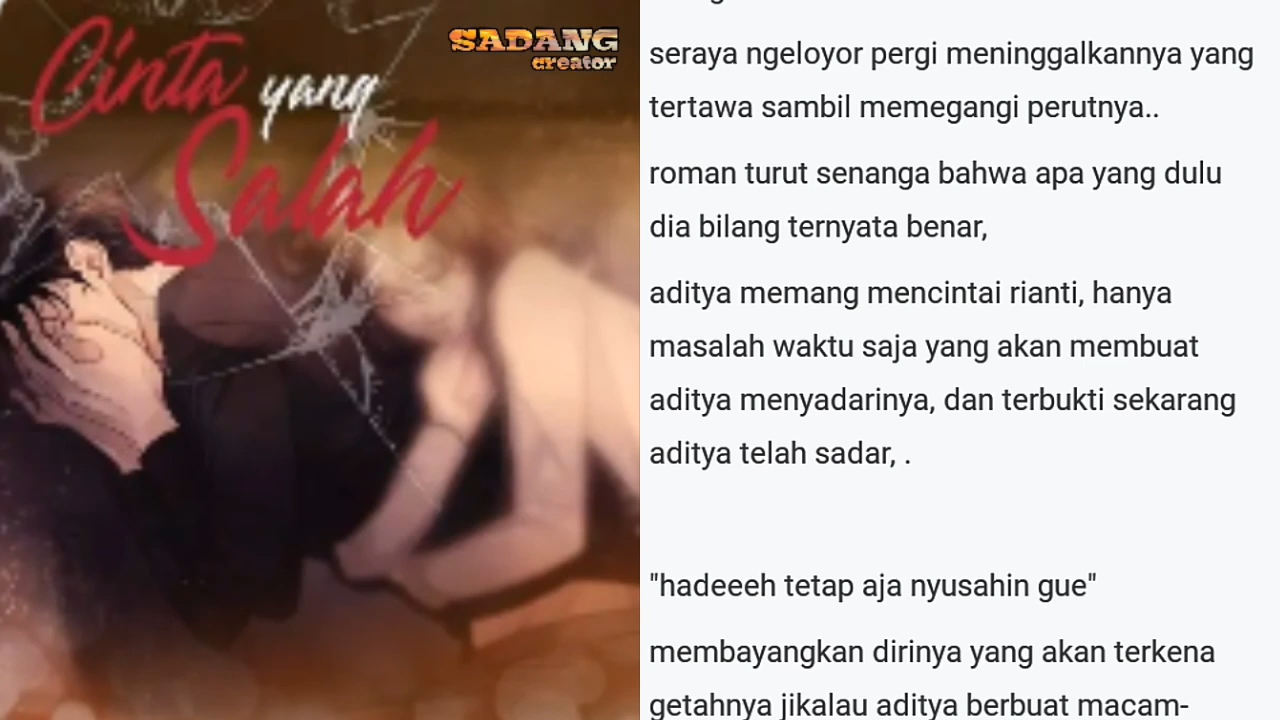 Cinta yang
Salah
SADANG
creator
seraya ngeloyor pergi meninggalkannya yang
tertawa sambil memegangi perutnya..
roman turut senanga bahwa apa yang dulu
dia bilang ternyata benar,
aditya memang mencintai rianti, hanya
masalah waktu saja yang akan membuat
aditya menyadarinya, dan terbukti sekarang
aditya telah sadar, .
"hadeeeh tetap aja nyusahin gue"
membayangkan dirinya yang akan terkena
getahnya jikalau aditya berbuat macam-